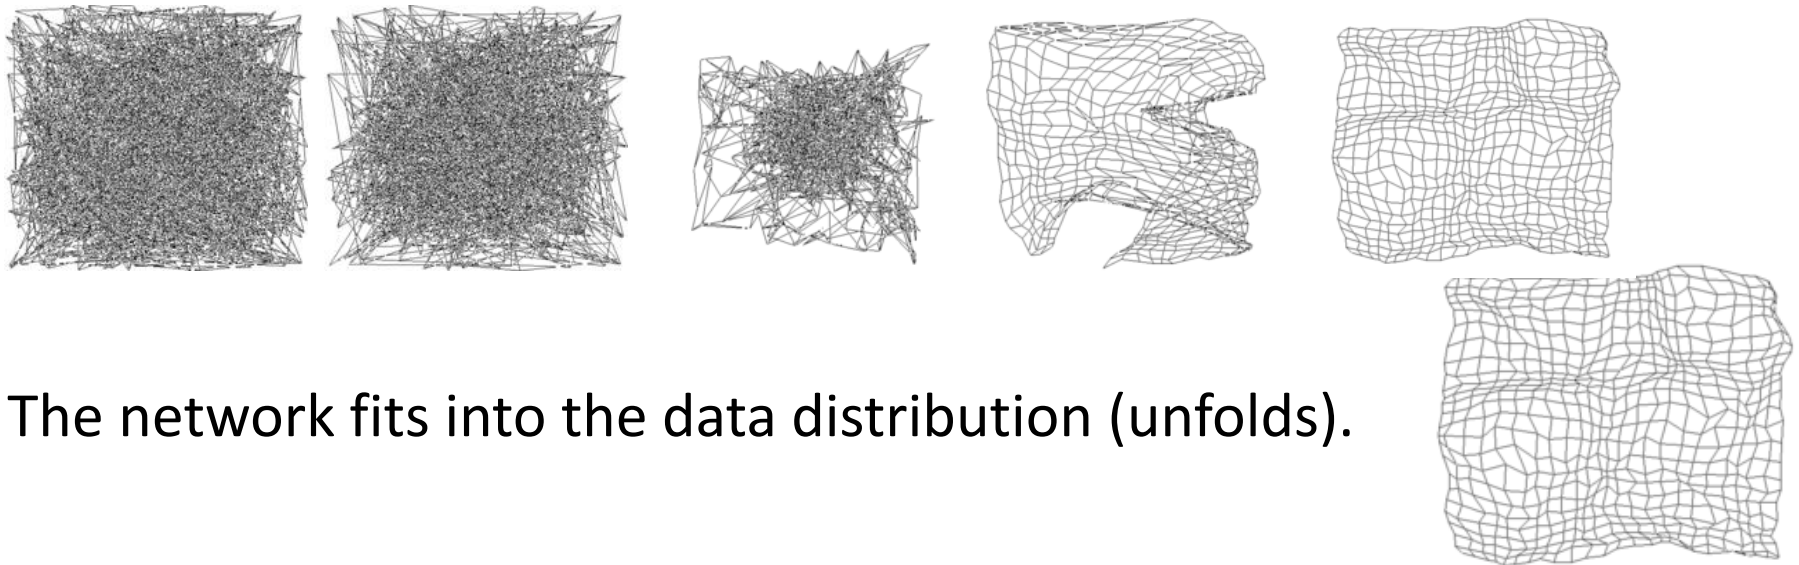 The network fits into the data distribution (unfolds).